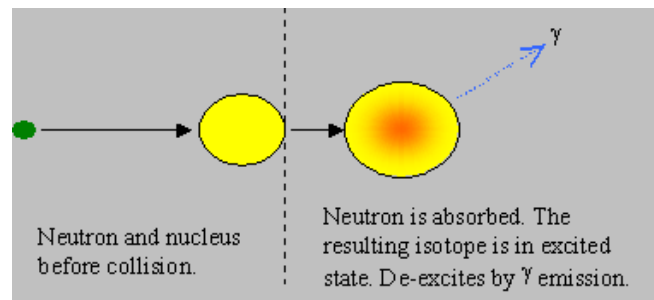 γ
Neutron and nucleus
before collision.
Neutron is absorbed. The
resulting isotope is in excited
state. De-excites by γ emission.